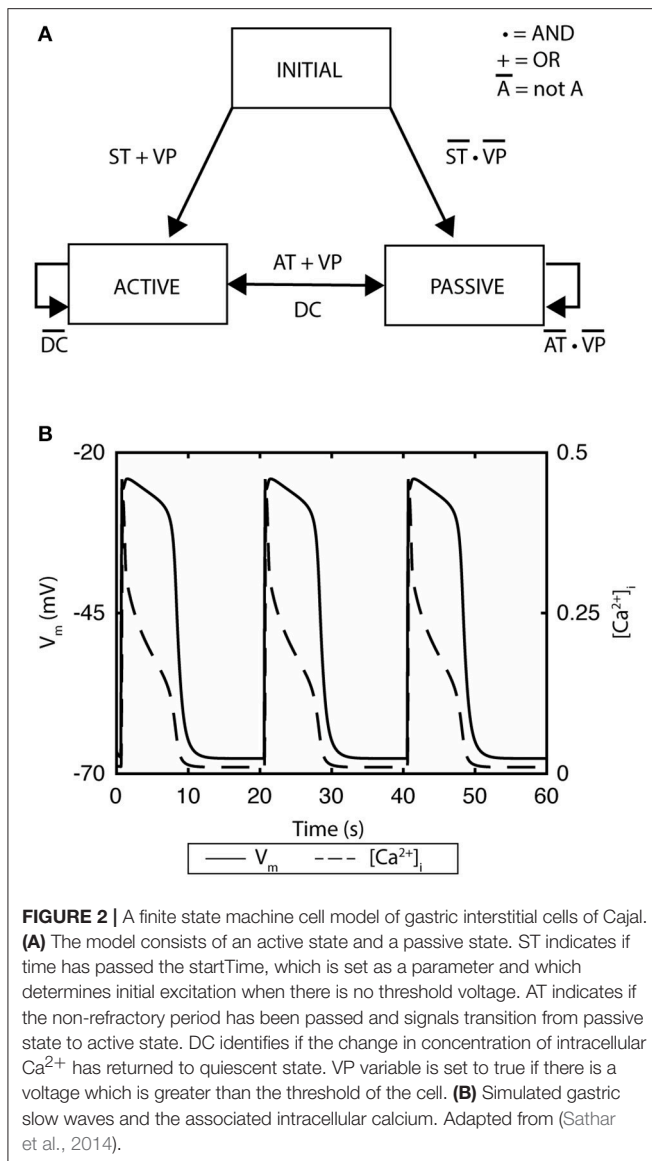 A
• = AND
+ = OR
A̅ = not A
INITIAL
ST + VP
S̅T̅ • V̅P̅
ACTIVE
AT + VP
DC
PASSIVE
D̅C̅
A̅T̅ • V̅P̅
B
-20
-45
-70
V_m (mV)
0.5
0.25
0
[Ca²⁺]_i
0 10 20 30 40 50 60
Time (s)
V_m [Ca²⁺]_i
FIGURE 2 | A finite state machine cell model of gastric interstitial cells of Cajal.
(A) The model consists of an active state and a passive state. ST indicates if
time has passed the startTime, which is set as a parameter and which
determines initial excitation when there is no threshold voltage. AT indicates if
the non-refractory period has been passed and signals transition from passive
state to active state. DC identifies if the change in concentration of intracellular
Ca²⁺ has returned to quiescent state. VP variable is set to true if there is a
voltage which is greater than the threshold of the cell. (B) Simulated gastric
slow waves and the associated intracellular calcium. Adapted from (Sathar
et al., 2014).